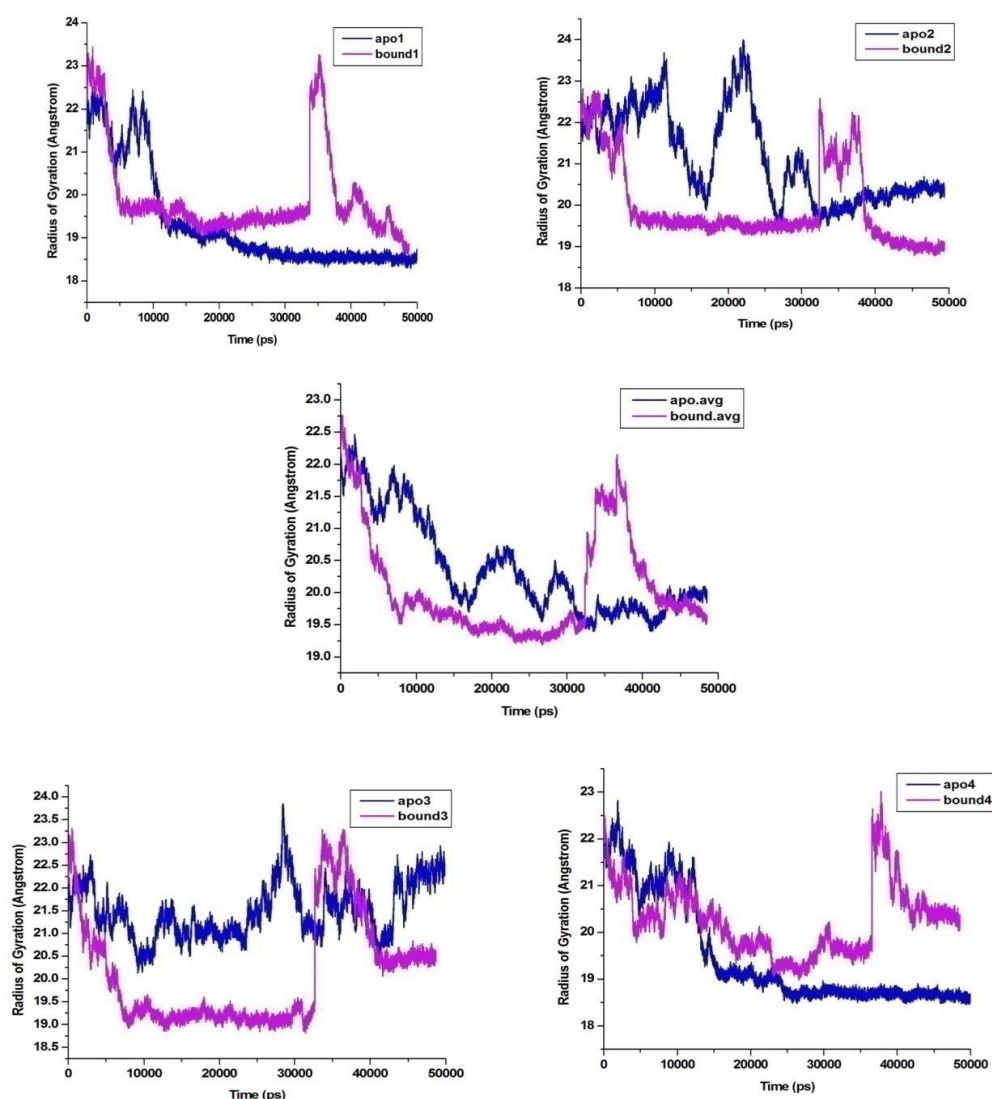 apo1
bound1
24
23
22
21
20
19
18
Radius of Gyration (Angstrom)
0 10000 20000 30000 40000 50000
Time (ps)
apo2
bound2
24
23
22
21
20
19
18
Radius of Gyration (Angstrom)
0 10000 20000 30000 40000 50000
Time (ps)
apo.avg
bound.avg
23.0
22.5
22.0
21.5
21.0
20.5
20.0
19.5
19.0
Radius of Gyration (Angstrom)
0 10000 20000 30000 40000 50000
Time (ps)
apo3
bound3
24.0
23.5
23.0
22.5
22.0
21.5
21.0
20.5
20.0
19.5
19.0
18.5
Radius of Gyration (Angstrom)
0 10000 20000 30000 40000 50000
Time (ps)
apo4
bound4
23
22
21
20
19
18
Radius of Gyration (Angstrom)
0 10000 20000 30000 40000 50000
Time (ps)